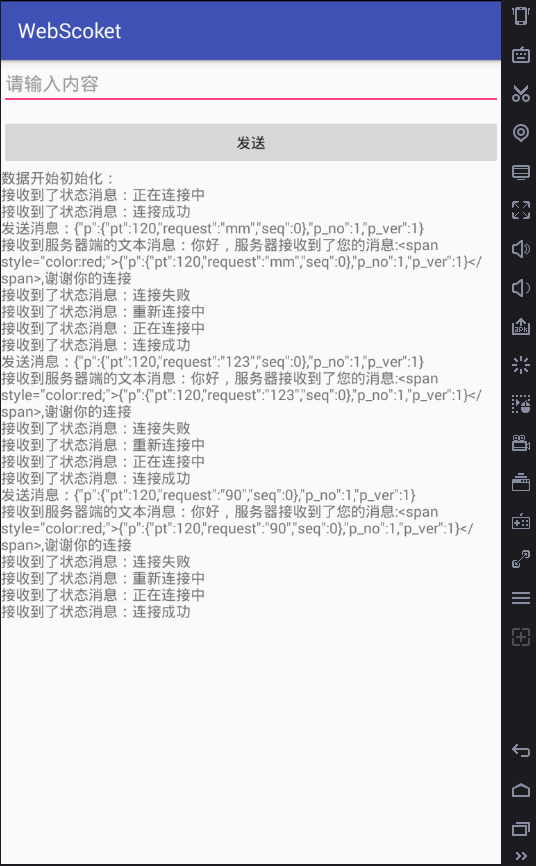 WebScoket
请输入内容
发送
数据开始初始化：
接收到了状态消息：正在连接中
接收到了状态消息：连接成功
发送消息：{"p":{"pt":120,"request":"mm","seq":0},"p_no":1,"p_ver":1}
接收到服务器端的文本消息：你好，服务器接收到了您的消息:<span
style="color:red;">{"p":{"pt":120,"request":"mm","seq":0},"p_no":1,"p_ver":1}</
span>,谢谢你的连接
接收到了状态消息：连接失败
接收到了状态消息：重新连接中
接收到了状态消息：正在连接中
接收到了状态消息：连接成功
发送消息：{"p":{"pt":120,"request":"123","seq":0},"p_no":1,"p_ver":1}
接收到服务器端的文本消息：你好，服务器接收到了您的消息:<span
style="color:red;">{"p":{"pt":120,"request":"123","seq":0},"p_no":1,"p_ver":1}</
span>,谢谢你的连接
接收到了状态消息：连接失败
接收到了状态消息：重新连接中
接收到了状态消息：正在连接中
接收到了状态消息：连接成功
发送消息：{"p":{"pt":120,"request":"90","seq":0},"p_no":1,"p_ver":1}
接收到服务器端的文本消息：你好，服务器接收到了您的消息:<span
style="color:red;">{"p":{"pt":120,"request":"90","seq":0},"p_no":1,"p_ver":1}</
span>,谢谢你的连接
接收到了状态消息：连接失败
接收到了状态消息：重新连接中
接收到了状态消息：正在连接中
接收到了状态消息：连接成功